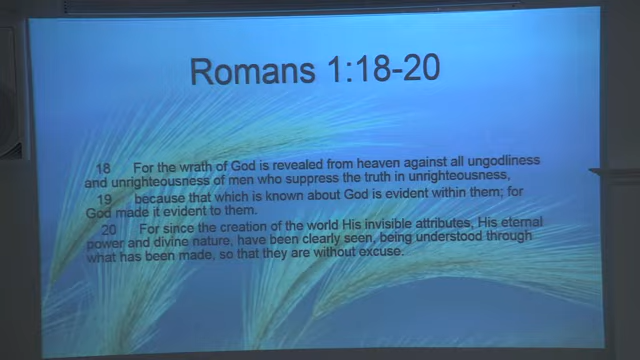 Romans 1:18-20
18 For the wrath of God is revealed from heaven against all ungodliness
and unrighteousness of men who suppress the truth in unrighteousness,
19 because that which is known about God is evident within them; for
God made it evident to them.
20 For since the creation of the world His invisible attributes, His eternal
power and divine nature, have been clearly seen, being understood through
what has been made, so that they are without excuse.